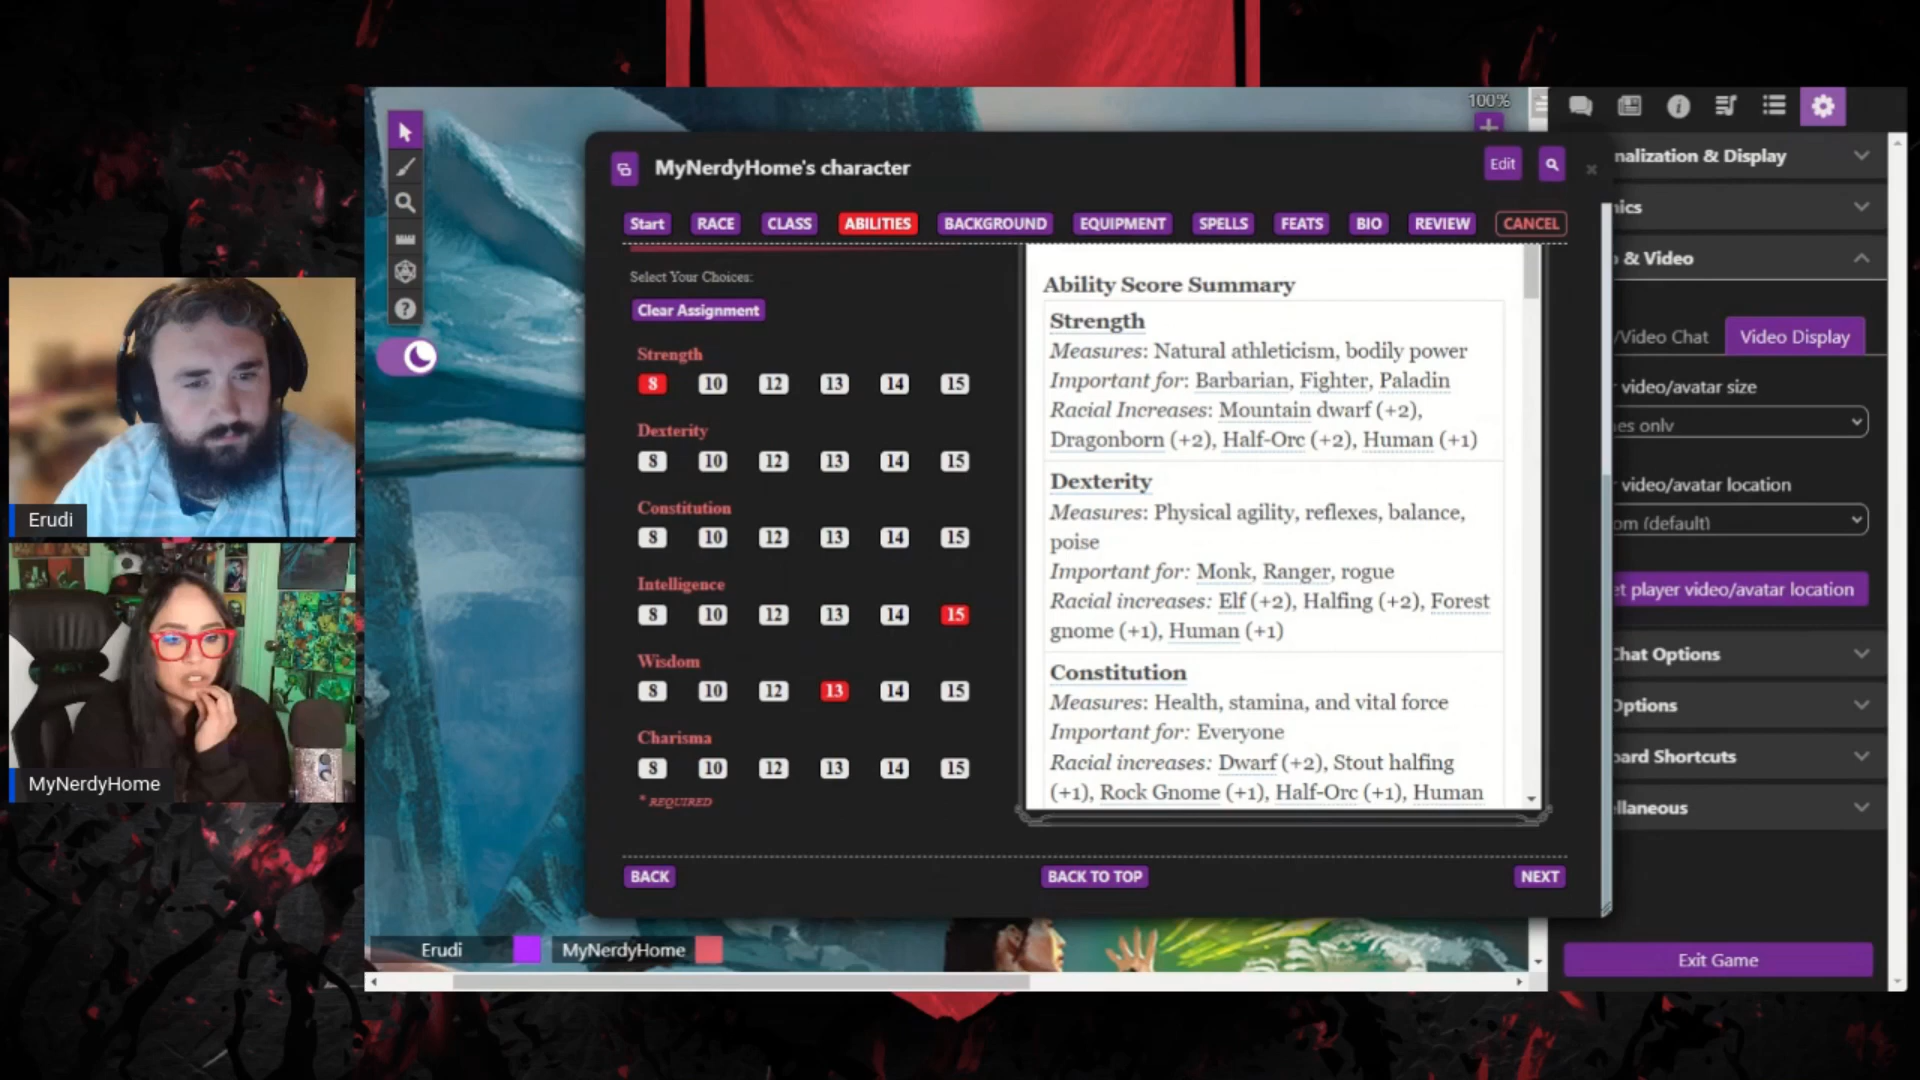 100%
MyNerdyHome's character
Edit
Start RACE CLASS ABILITIES BACKGROUND EQUIPMENT SPELLS FEATS BIO REVIEW CANCEL
Select Your Choices:
Clear Assignment
Strength
8 10 12 13 14 15
Dexterity
8 10 12 13 14 15
Constitution
8 10 12 13 14 15
Intelligence
8 10 12 13 14 15
Wisdom
8 10 12 13 14 15
Charisma
8 10 12 13 14 15
* REQUIRED
Ability Score Summary
Strength
Measures: Natural athleticism, bodily power
Important for: Barbarian, Fighter, Paladin
Racial Increases: Mountain dwarf (+2),
Dragonborn (+2), Half-Orc (+2), Human (+1)
Dexterity
Measures: Physical agility, reflexes, balance,
poise
Important for: Monk, Ranger, rogue
Racial increases: Elf (+2), Halfing (+2), Forest
gnome (+1), Human (+1)
Constitution
Measures: Health, stamina, and vital force
Important for: Everyone
Racial increases: Dwarf (+2), Stout halfing
(+1), Rock Gnome (+1), Half-Orc (+1), Human
BACK
BACK TO TOP
NEXT
nalization & Display
nics
& Video
/Video Chat Video Display
video/avatar size
es only
video/avatar location
om (default)
et player video/avatar location
Chat Options
Options
oard Shortcuts
llaneous
Exit Game
Erudi
MyNerdyHome
Erudi
MyNerdyHome